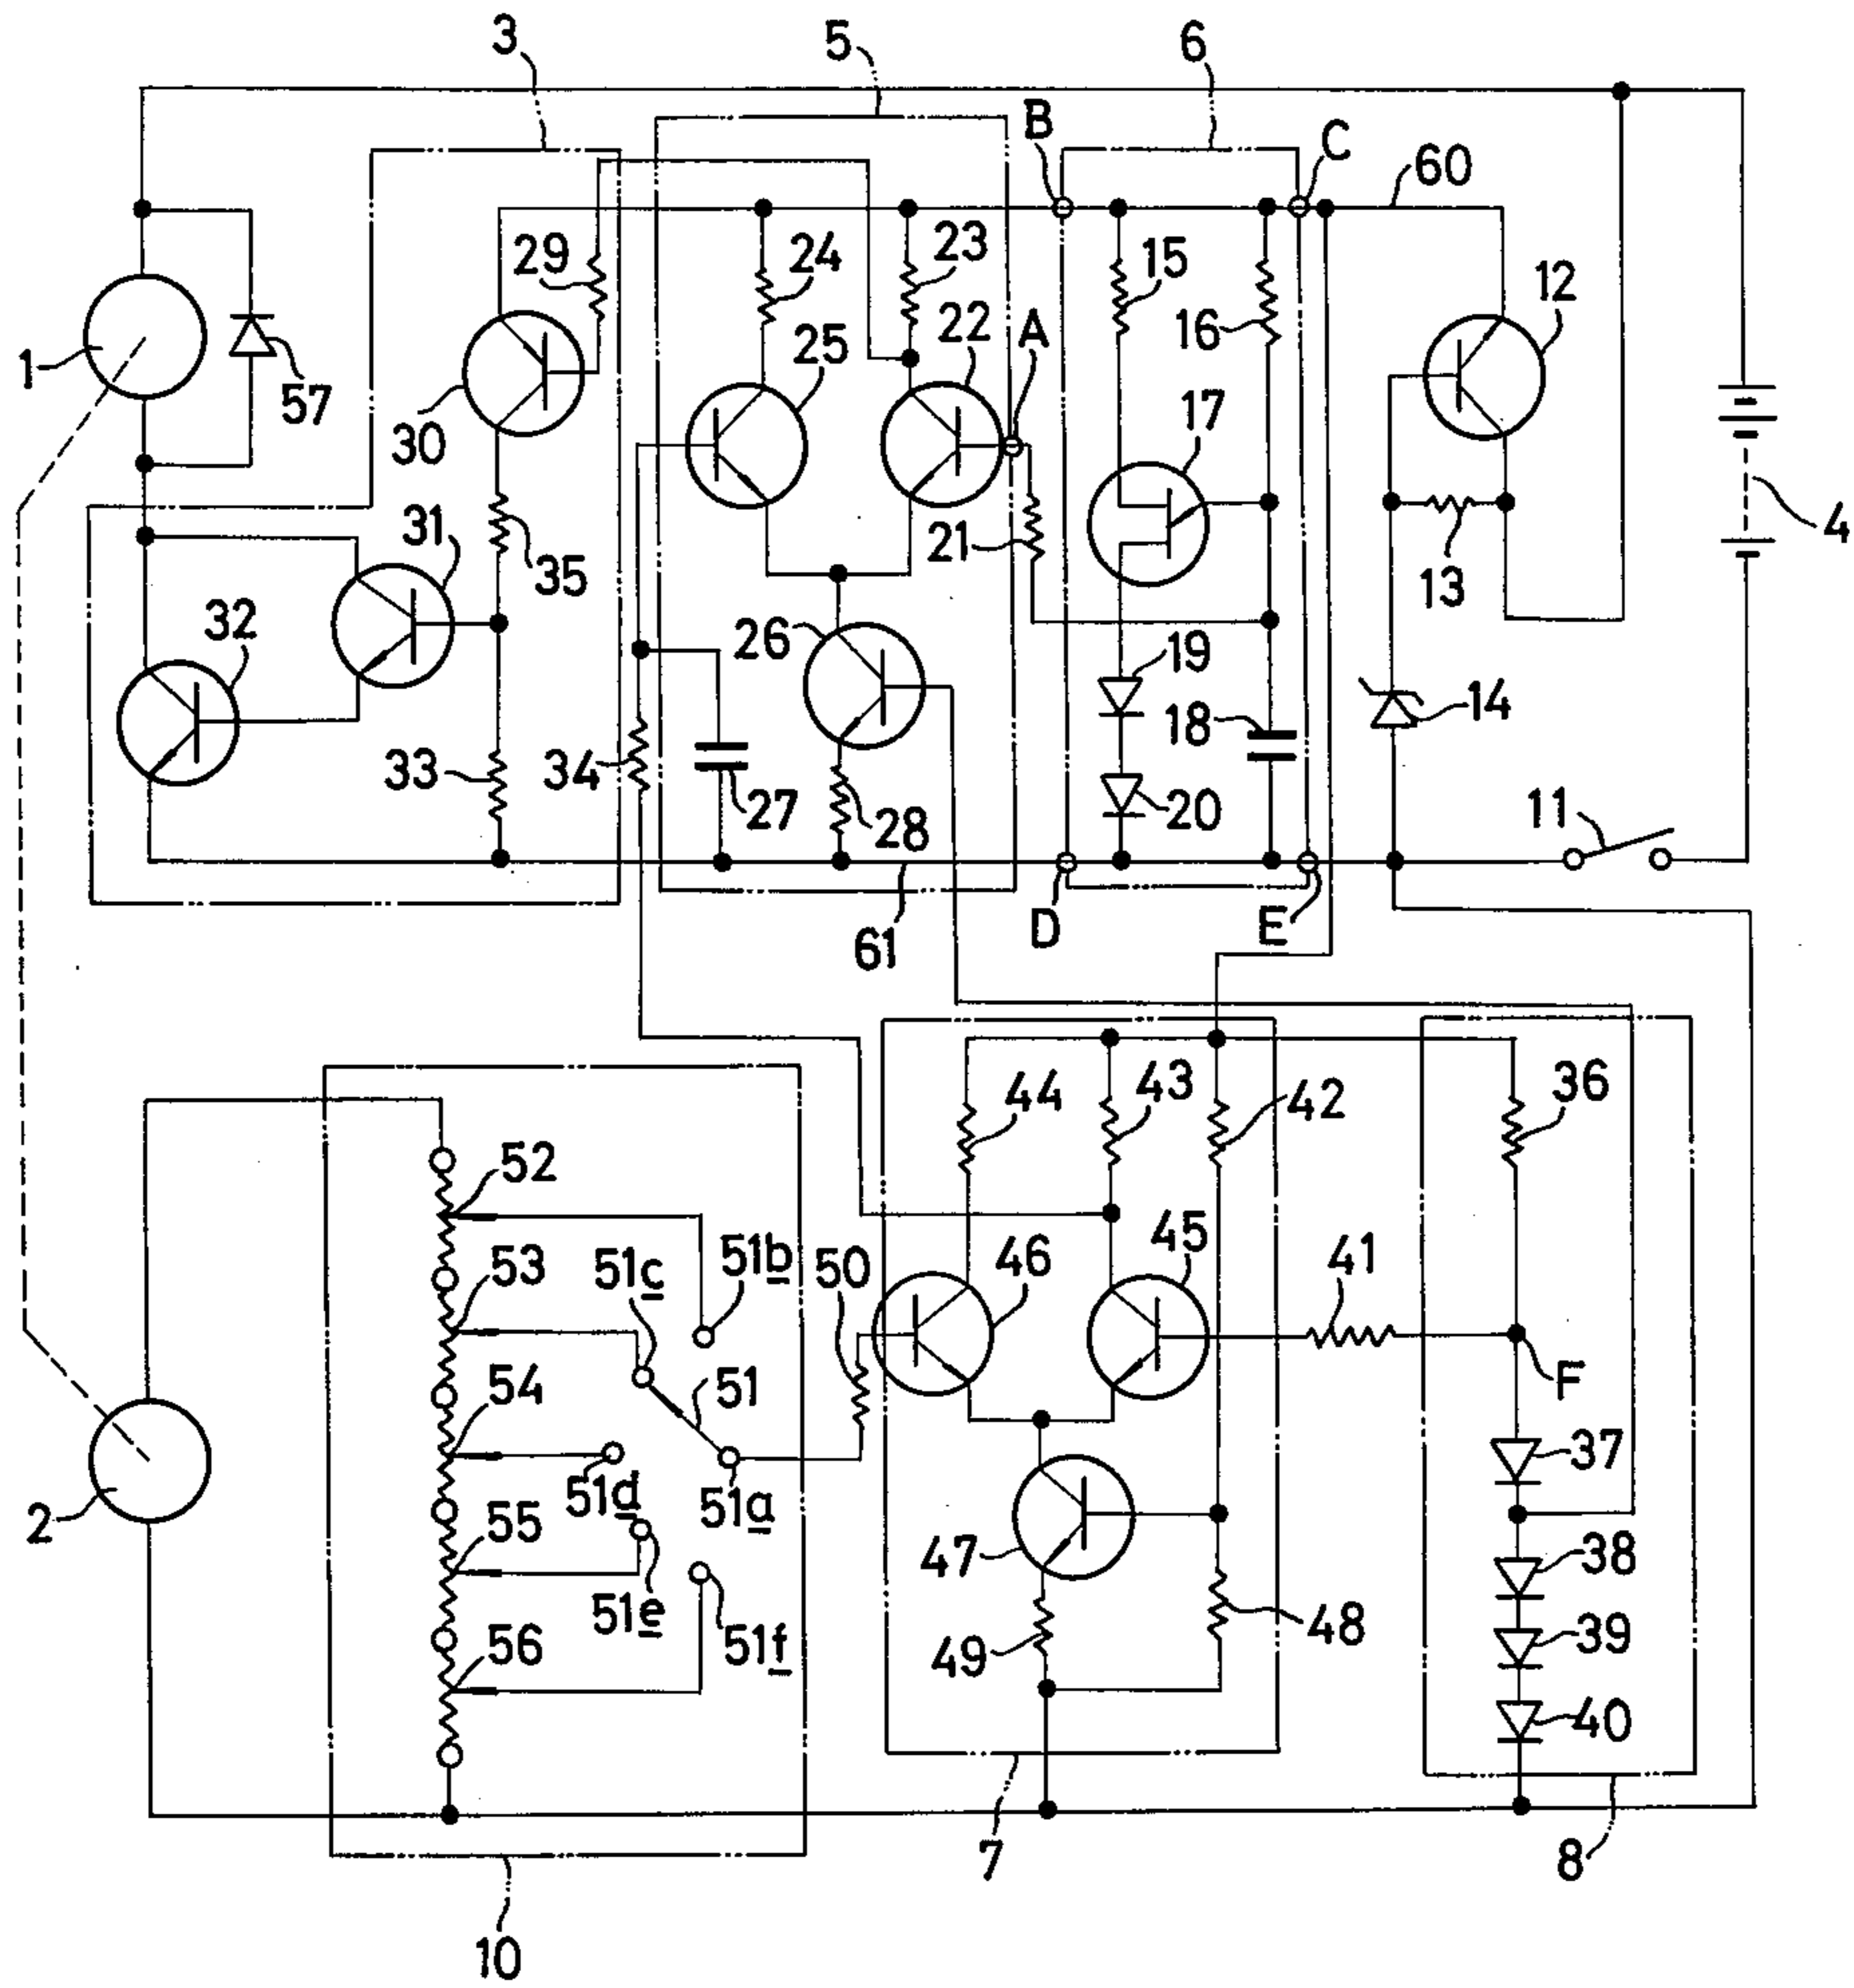 3 5 6
B C 60
29 24 23 15 16 12
1 57 30 25 22 A 17
31 35 21 13 4
32 26 19 14
33 34 27 28 18 20 11
61 D E
44 43 42 36
52
53 51c 51b 50 46 45 41
54 51 F
2 51d 51a 37
55 47 38
51e 51f 49 48 39
56 40
7 8
10